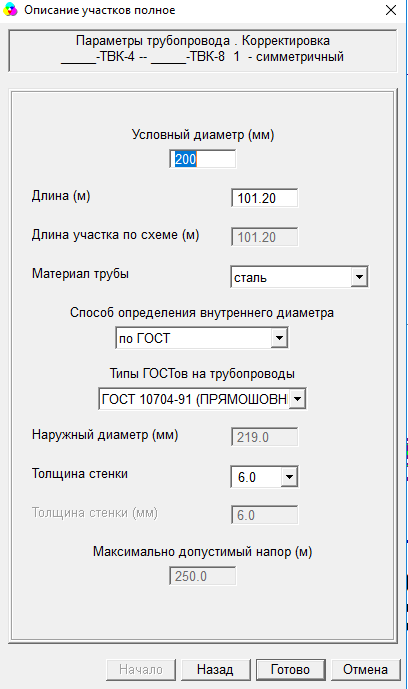 Описание участков полное
Параметры трубопровода . Корректировка
_____-ТВК-4 -- _____-ТВК-8 1 - симметричный
Условный диаметр (мм)
200
Длина (м)
101.20
Длина участка по схеме (м)
101.20
Материал трубы
сталь
Способ определения внутреннего диаметра
по ГОСТ
Типы ГОСТов на трубопроводы
ГОСТ 10704-91 (ПРЯМОШОВН
Наружный диаметр (мм)
219.0
Толщина стенки
6.0
Толщина стенки (мм)
6.0
Максимально допустимый напор (м)
250.0
Начало Назад Готово Отмена